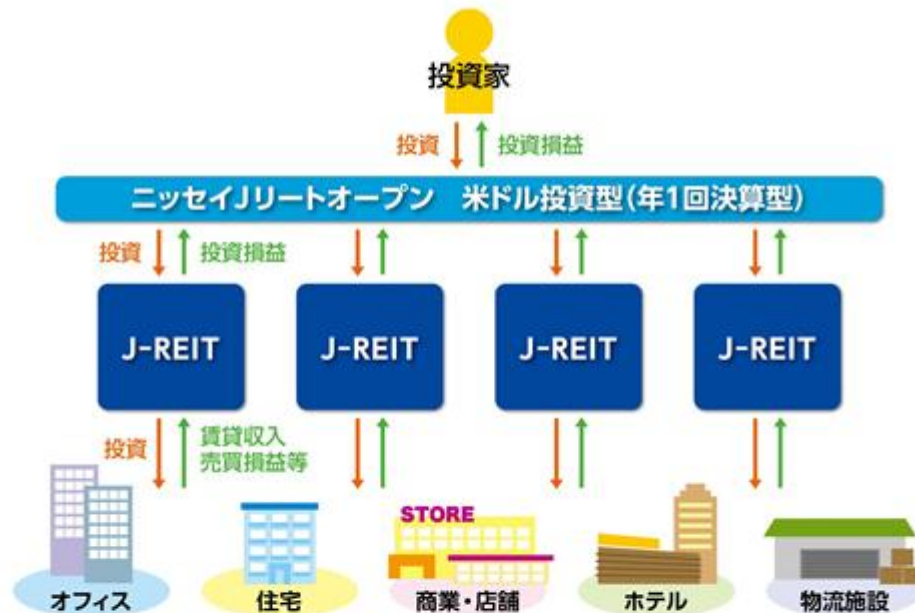 投資家
投資
投資損益
ニッセイJリートオープン 米ドル投資型(年1回決算型)
投資
投資損益
J-REIT
J-REIT
J-REIT
J-REIT
投資
賃貸収入
売買損益等
STORE
オフィス
住宅
商業・店舗
ホテル
物流施設